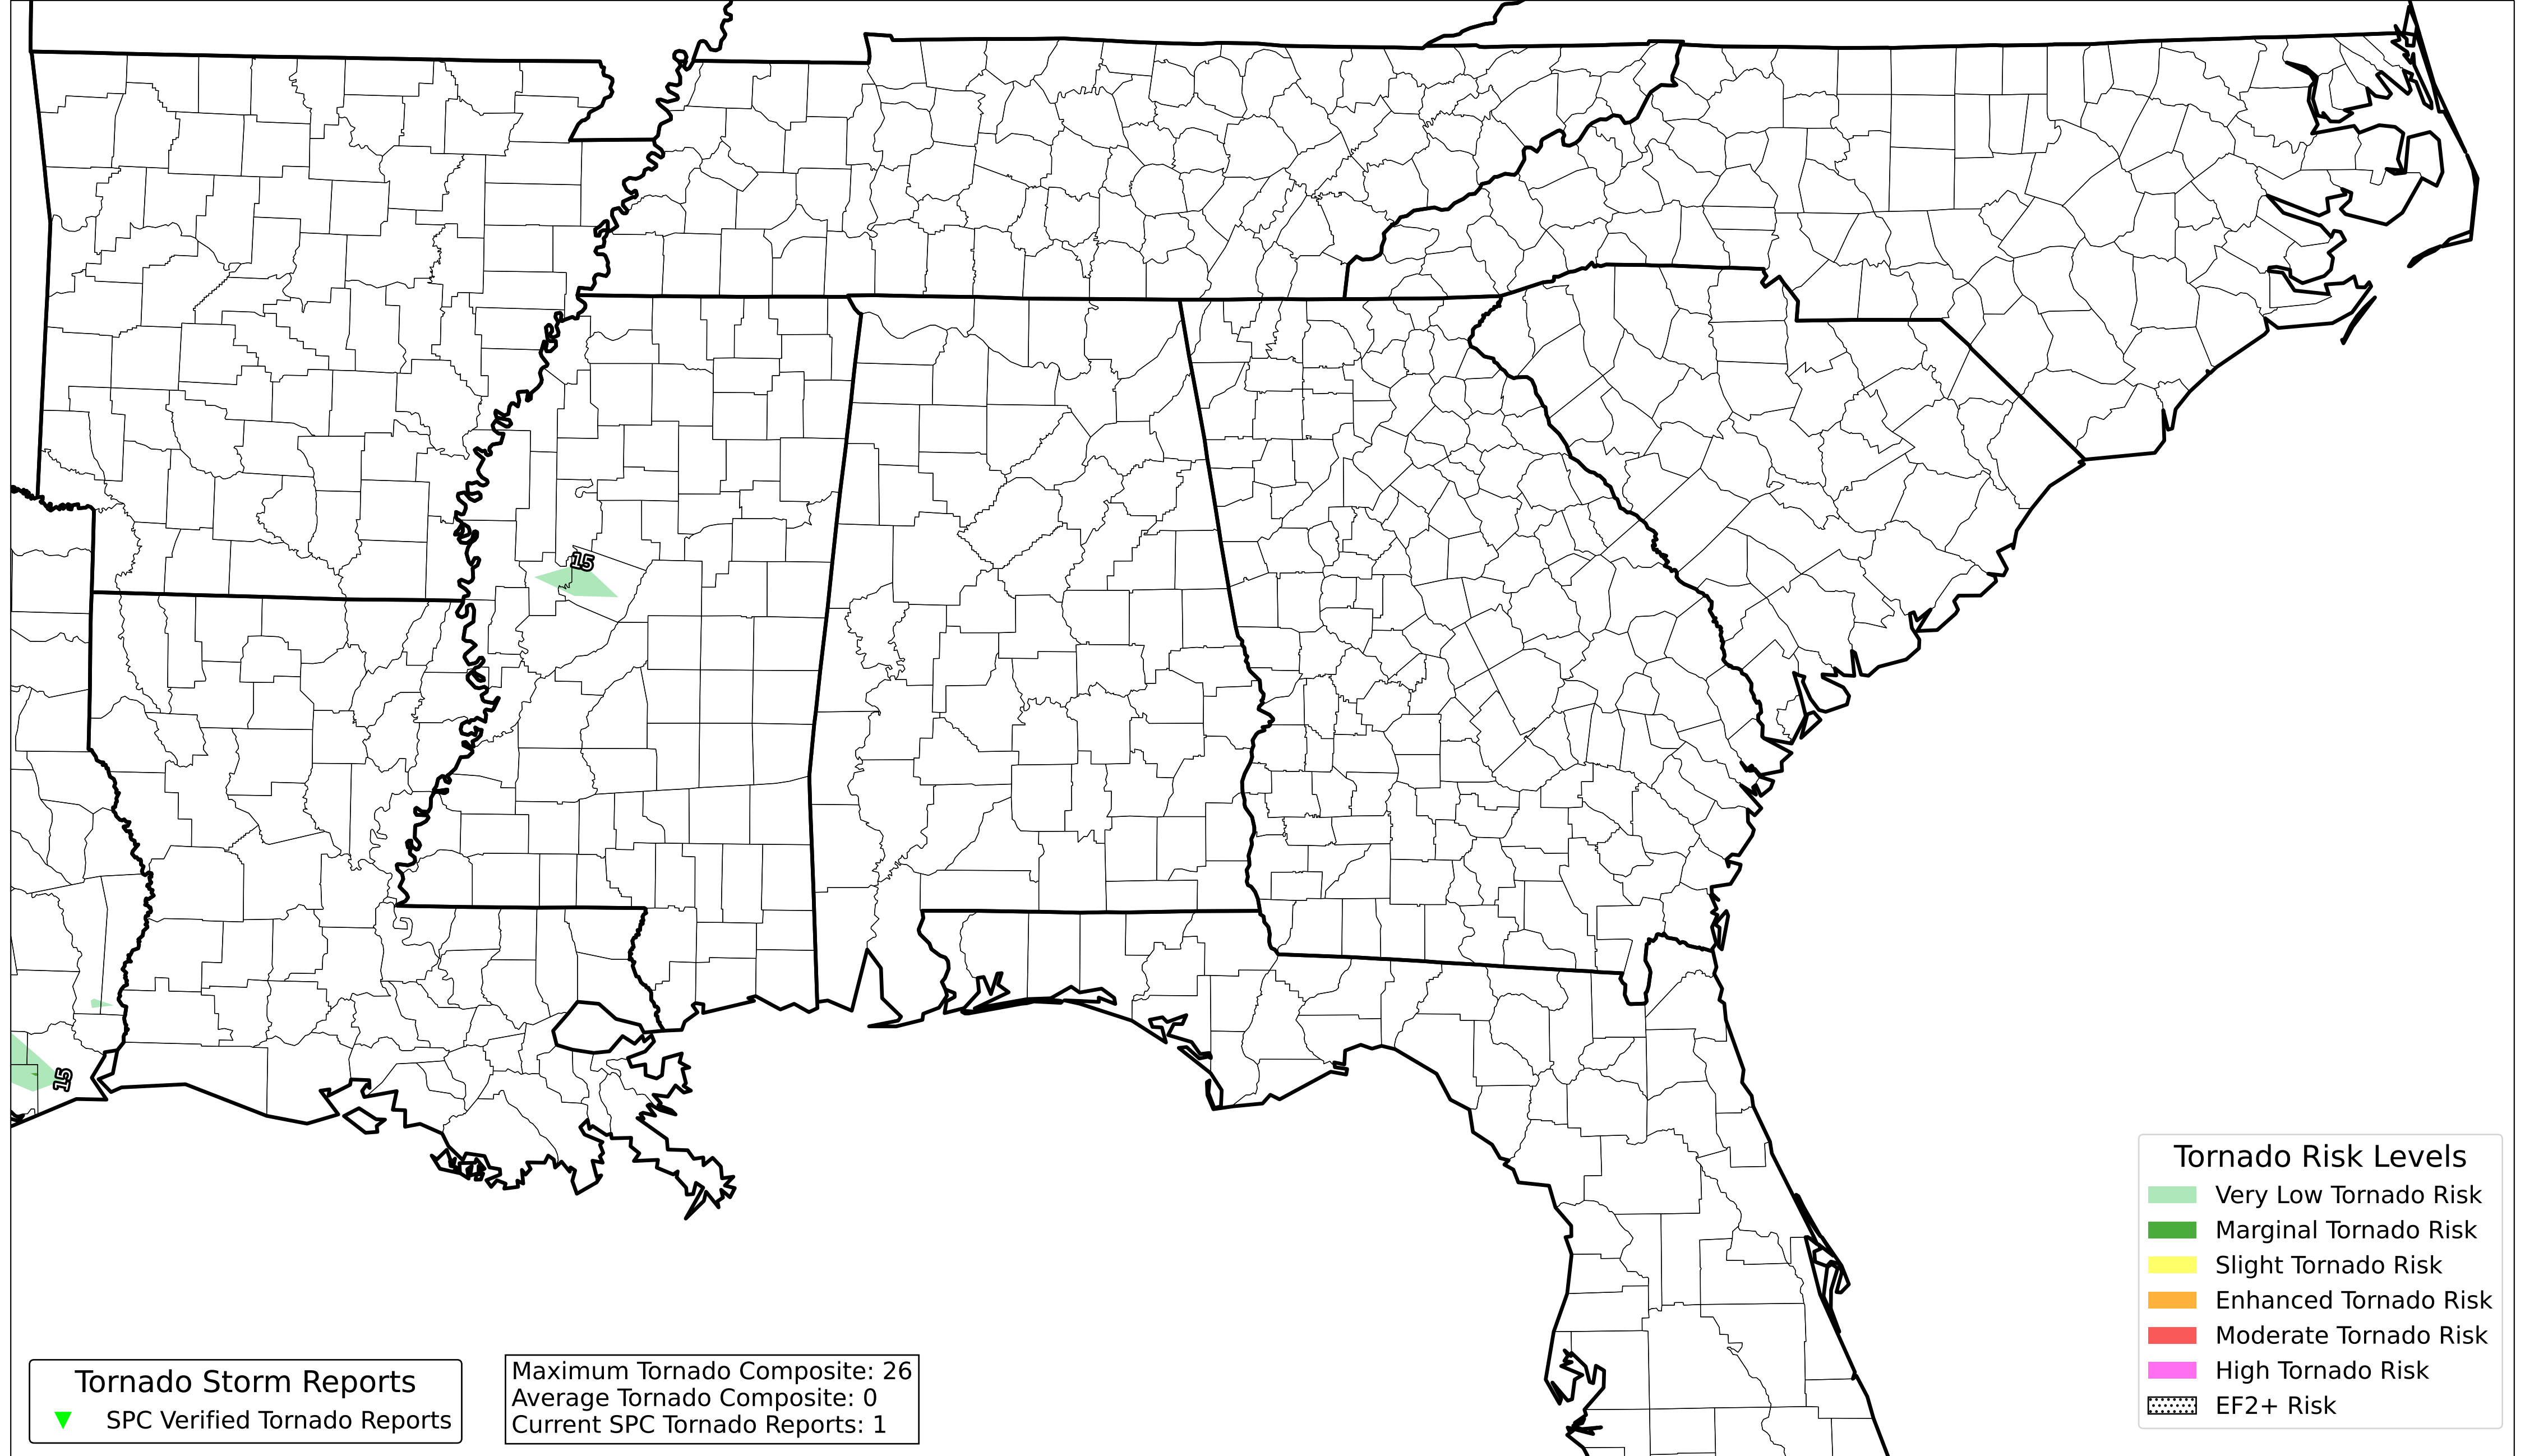 15
15
Tornado Risk Levels
Very Low Tornado Risk
Marginal Tornado Risk
Slight Tornado Risk
Enhanced Tornado Risk
Moderate Tornado Risk
High Tornado Risk
EF2+ Risk
Tornado Storm Reports
SPC Verified Tornado Reports
Maximum Tornado Composite: 26
Average Tornado Composite: 0
Current SPC Tornado Reports: 1